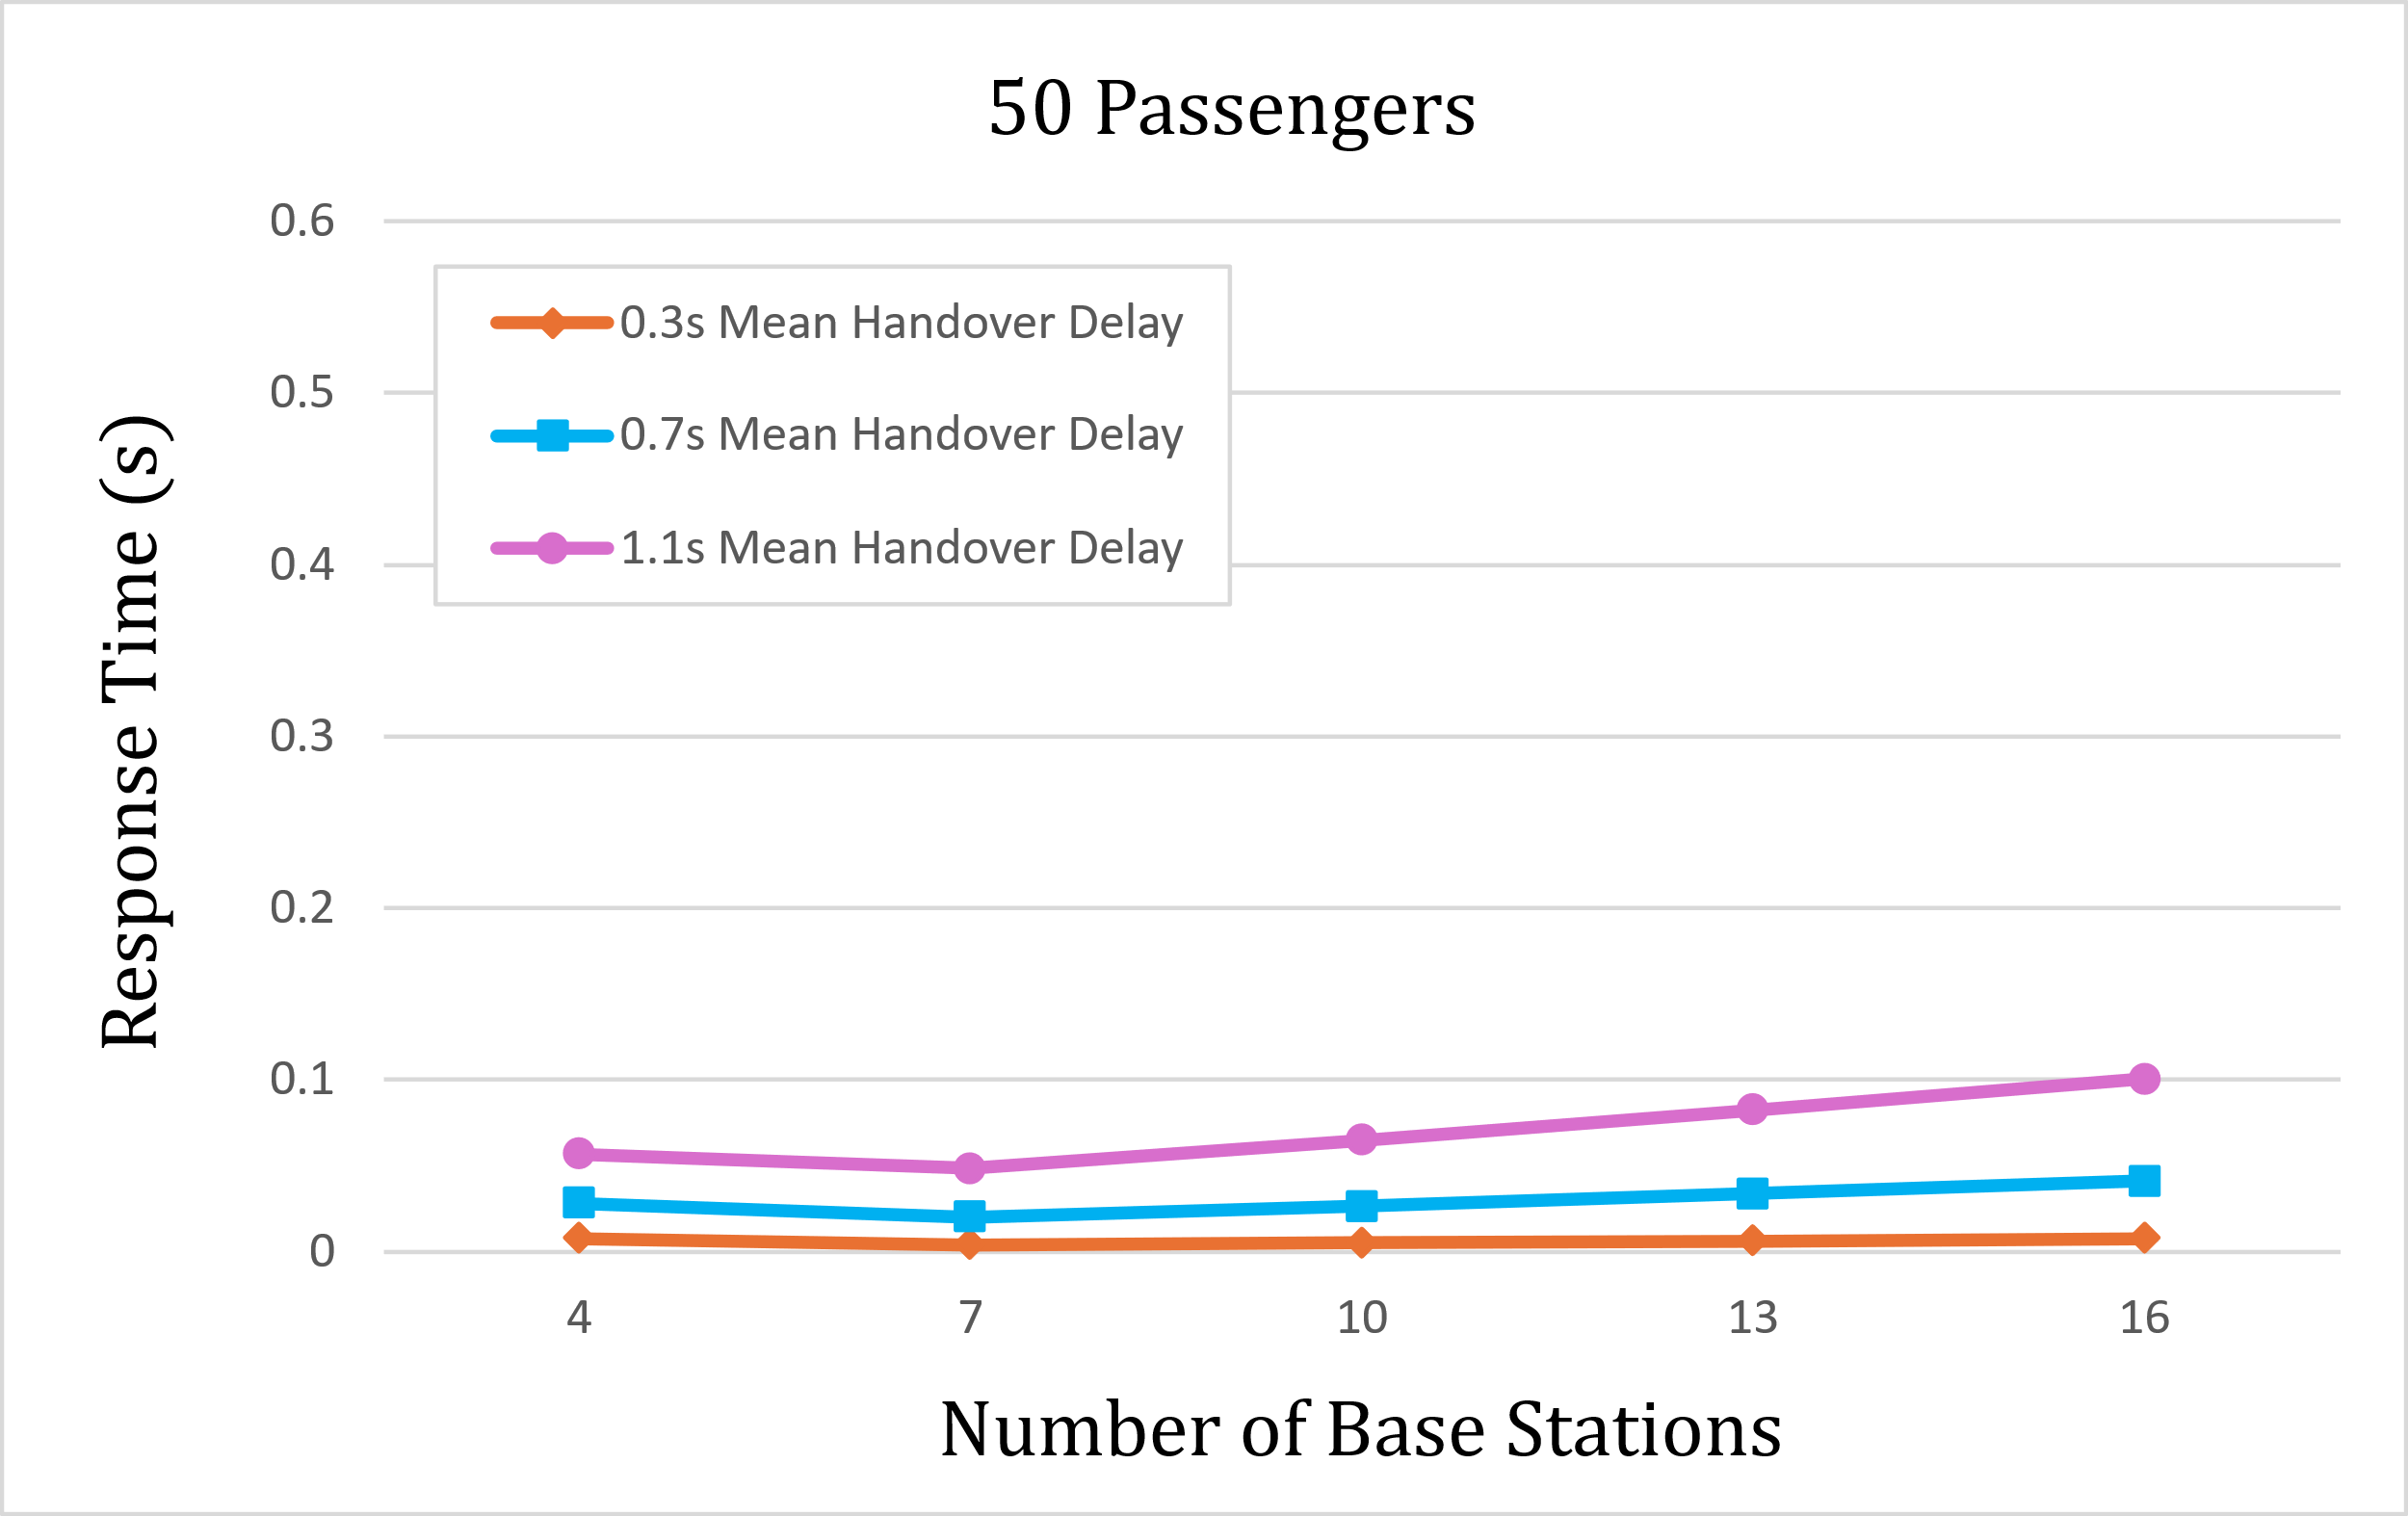 50 Passengers
0.6
0.5
0.4
0.3
0.2
0.1
0
Response Time (s)
0.3s Mean Handover Delay
0.7s Mean Handover Delay
1.1s Mean Handover Delay
4 7 10 13 16
Number of Base Stations